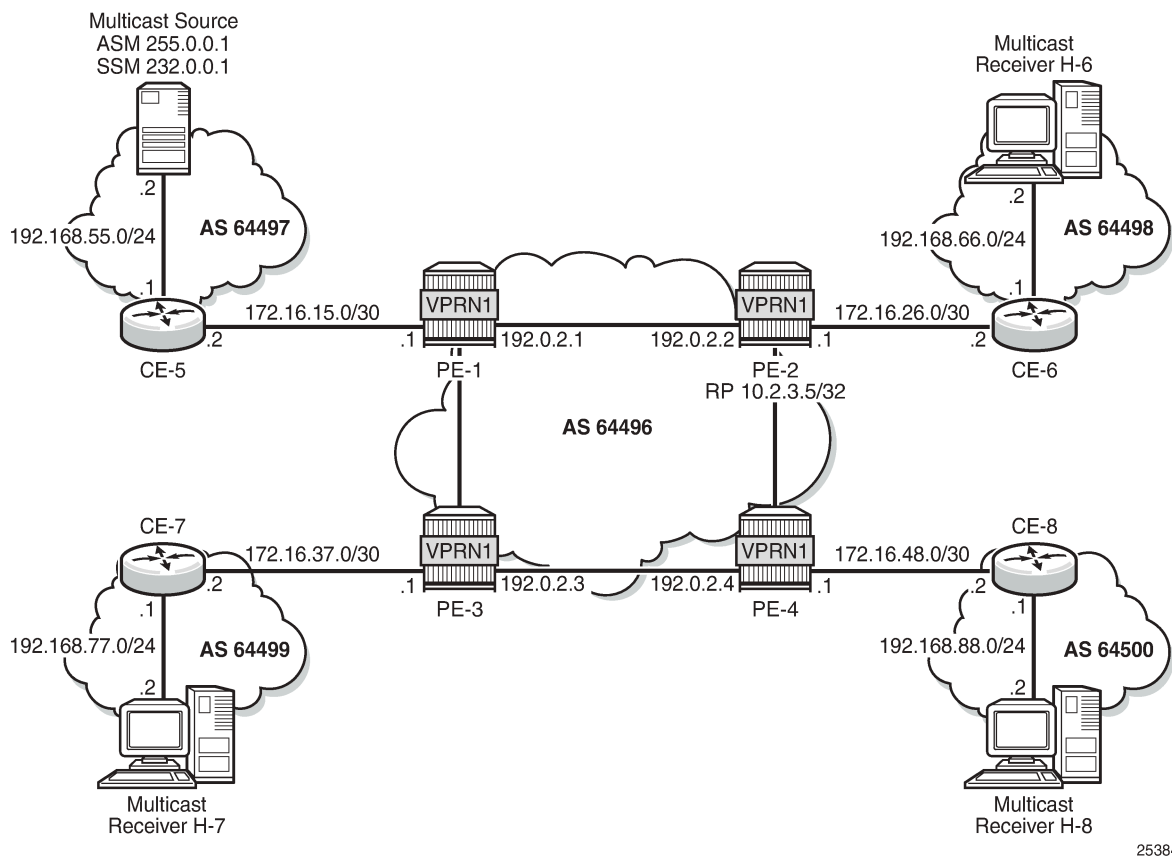 Multicast Source
ASM 255.0.0.1
SSM 232.0.0.1
Multicast
Receiver H-6
.2
192.168.55.0/24
AS 64497
.1
172.16.15.0/30
.2
CE-5
VPRN1
.1
192.0.2.1
PE-1
VPRN1
192.0.2.2
.1
PE-2
RP 10.2.3.5/32
.2
192.168.66.0/24
AS 64498
.1
172.16.26.0/30
.2
CE-6
AS 64496
CE-7
172.16.37.0/30
.2
.1
192.168.77.0/24
AS 64499
.2
Multicast
Receiver H-7
VPRN1
.1
192.0.2.3
PE-3
VPRN1
192.0.2.4
.1
PE-4
CE-8
172.16.48.0/30
.2
.1
192.168.88.0/24
AS 64500
.2
Multicast
Receiver H-8